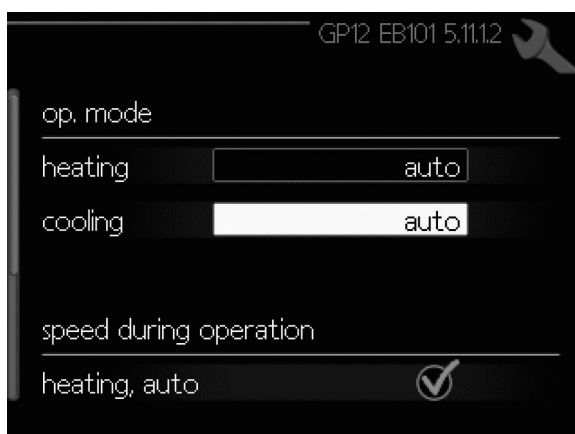 GP12 EB101 5.11.1.2
op. mode
heating auto
cooling auto
speed during operation
heating, auto